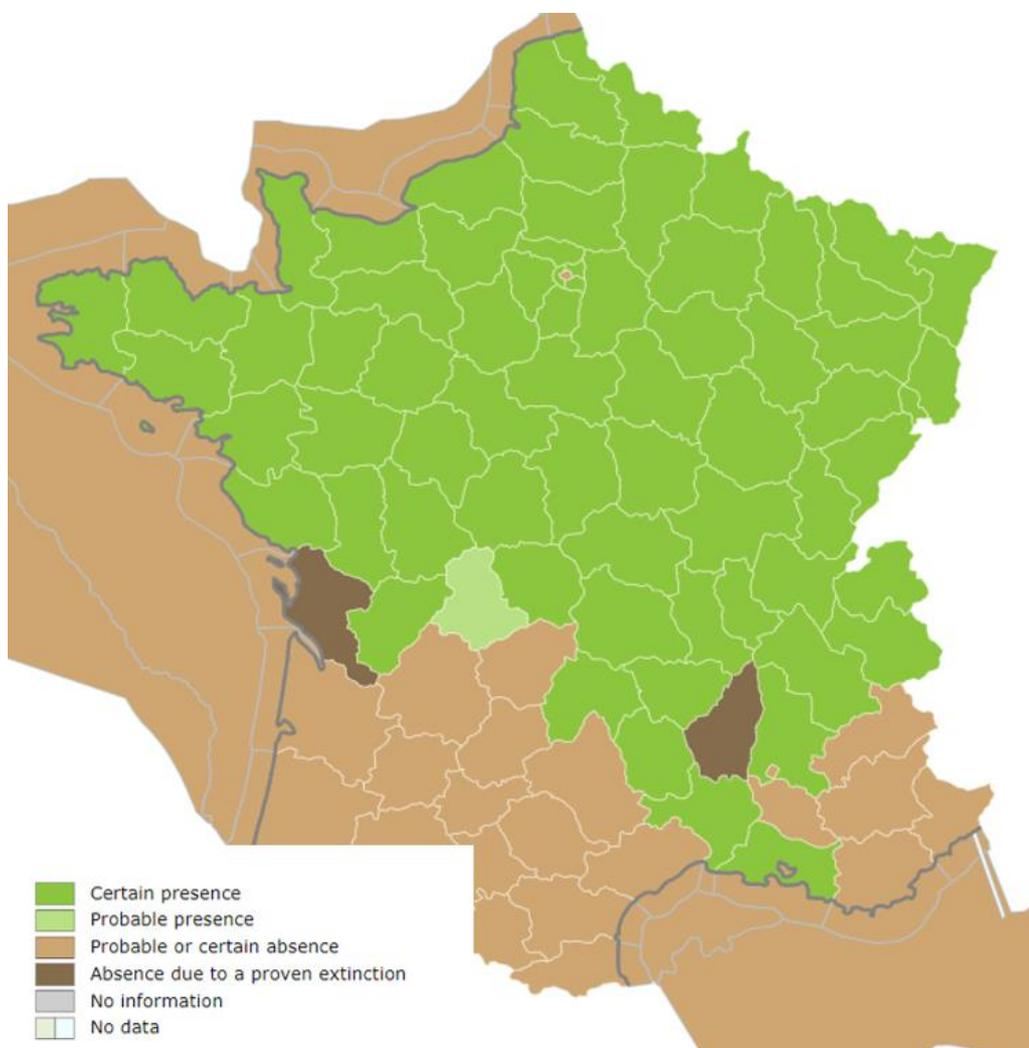 Certain presence
Probable presence
Probable or certain absence
Absence due to a proven extinction
No information
No data